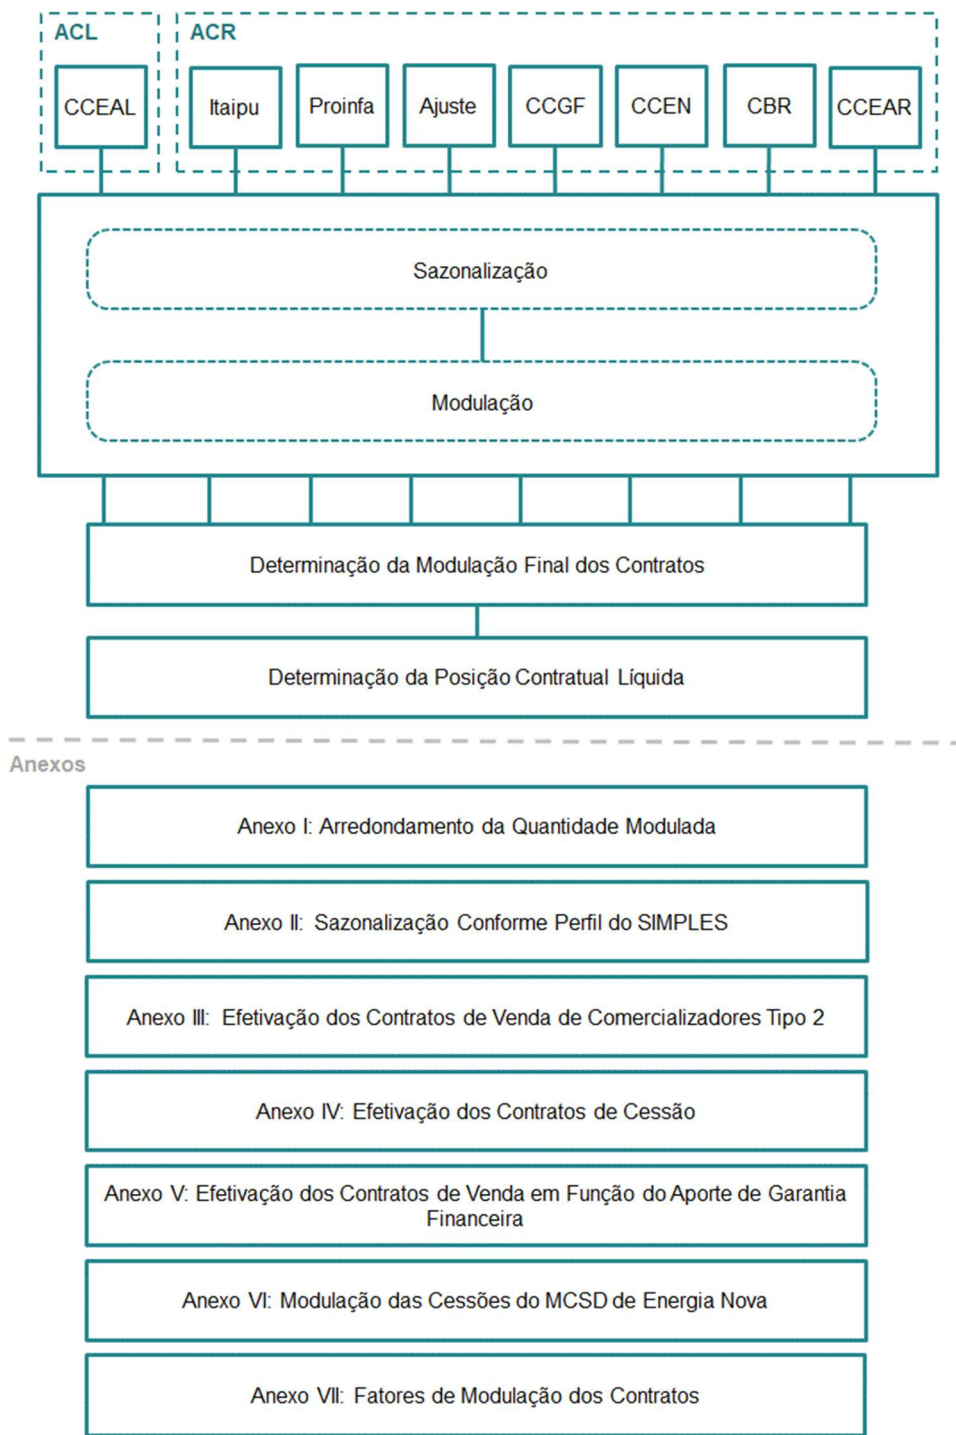 ACL
ACR
CCEAL
Itaipu
Proinfa
Ajuste
CCGF
CCEN
CBR
CCEAR
Sazonalização
Modulação
Determinação da Modulação Final dos Contratos
Determinação da Posição Contratual Líquida
Anexos
Anexo I: Arredondamento da Quantidade Modulada
Anexo II: Sazonalização Conforme Perfil do SIMPLES
Anexo III: Efetivação dos Contratos de Venda de Comercializadores Tipo 2
Anexo IV: Efetivação dos Contratos de Cessão
Anexo V: Efetivação dos Contratos de Venda em Função do Aporte de Garantia
Financeira
Anexo VI: Modulação das Cessões do MCSD de Energia Nova
Anexo VII: Fatores de Modulação dos Contratos